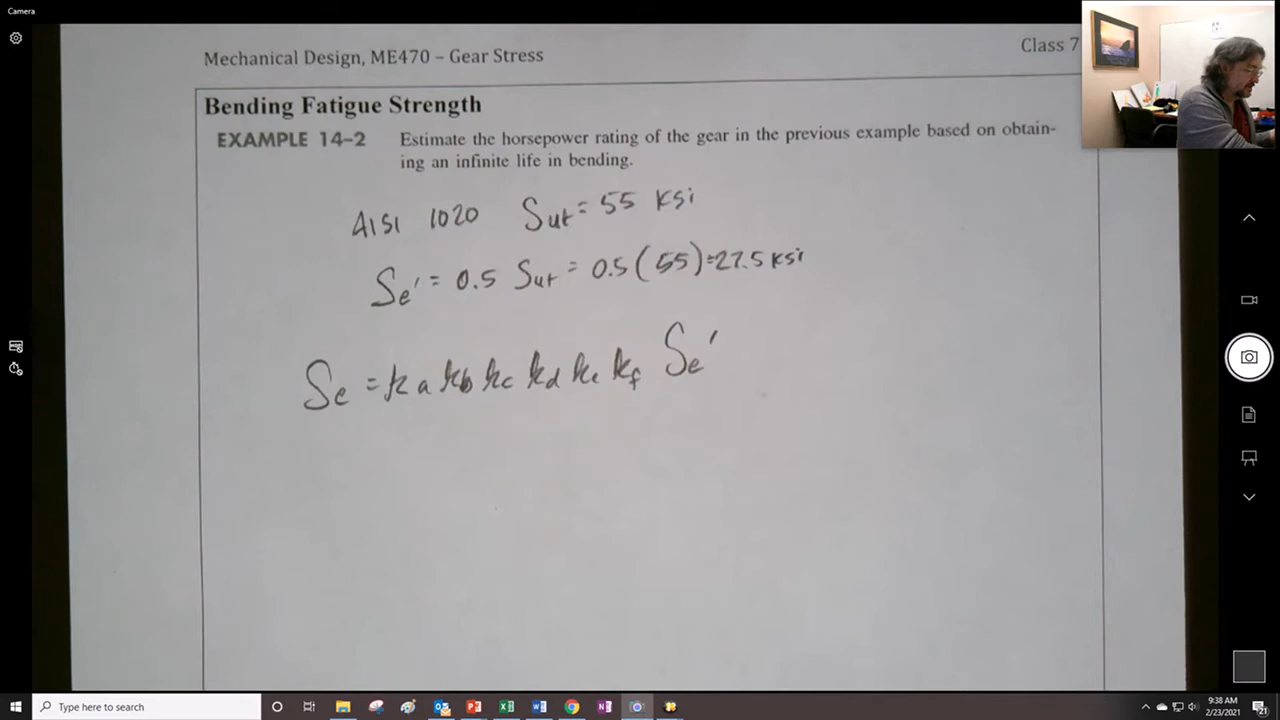 Camera
Mechanical Design, ME470 – Gear Stress
Class 7
Bending Fatigue Strength
EXAMPLE 14–2 Estimate the horsepower rating of the gear in the previous example based on obtain-
ing an infinite life in bending.
AISI 1020 Sut = 55 ksi
Se' = 0.5 Sut = 0.5(55)=27.5 ksi
Se = ka kb kc kd ke kf Se'
Type here to search
9:38 AM
2/23/2021
21